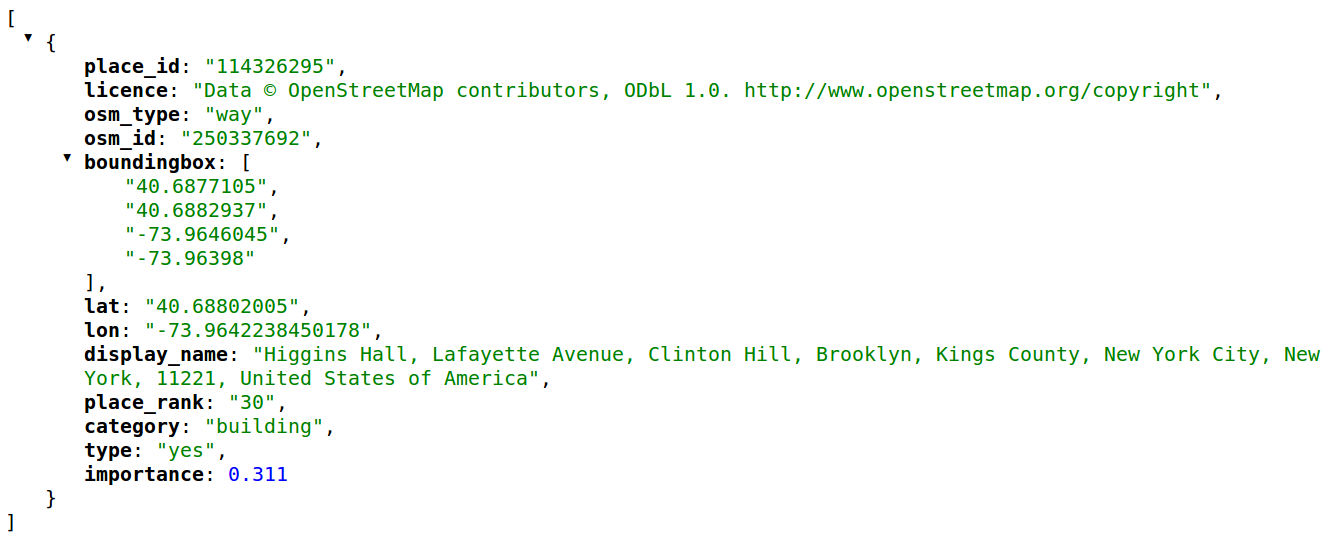 [
▼ {
place_id: "114326295",
licence: "Data © OpenStreetMap contributors, ODbL 1.0. http://www.openstreetmap.org/copyright",
osm_type: "way",
osm_id: "250337692",
▼ boundingbox: [
"40.6877105",
"40.6882937",
"-73.9646045",
"-73.96398"
],
lat: "40.68802005",
lon: "-73.9642238450178",
display_name: "Higgins Hall, Lafayette Avenue, Clinton Hill, Brooklyn, Kings County, New York City, New
York, 11221, United States of America",
place_rank: "30",
category: "building",
type: "yes",
importance: 0.311
}
]